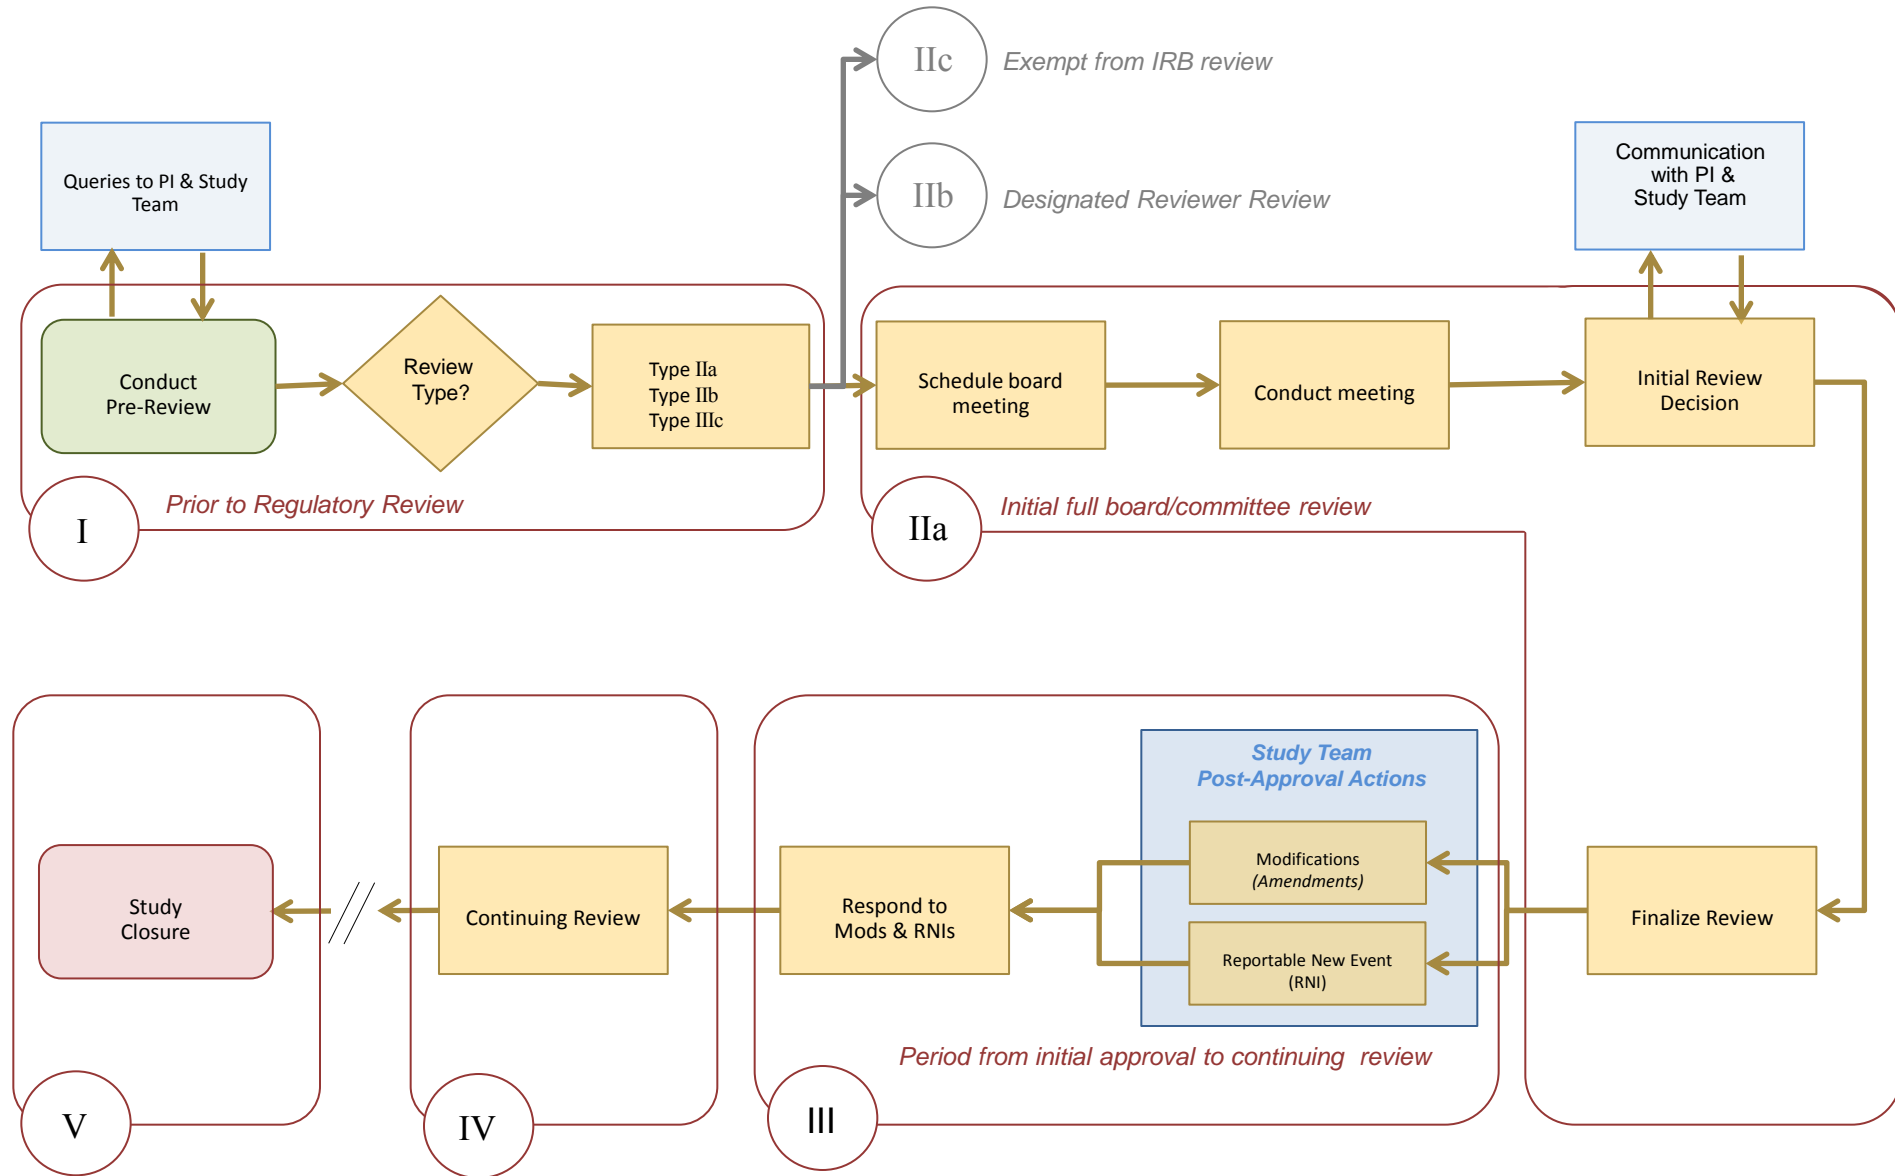 IIc
Exempt from IRB review
Queries to PI & Study
Team
IIb
Designated Reviewer Review
Communication
with PI &
Study Team
Conduct
Pre-Review
Review
Type?
Type IIa
Type IIb
Type IIIc
Schedule board
meeting
Conduct meeting
Initial Review
Decision
I
Prior to Regulatory Review
IIa
Initial full board/committee review
Study
Closure
Continuing Review
Respond to
Mods & RNIs
Study Team
Post-Approval Actions
Modifications
(Amendments)
Reportable New Event
(RNI)
Finalize Review
Period from initial approval to continuing review
V
IV
III